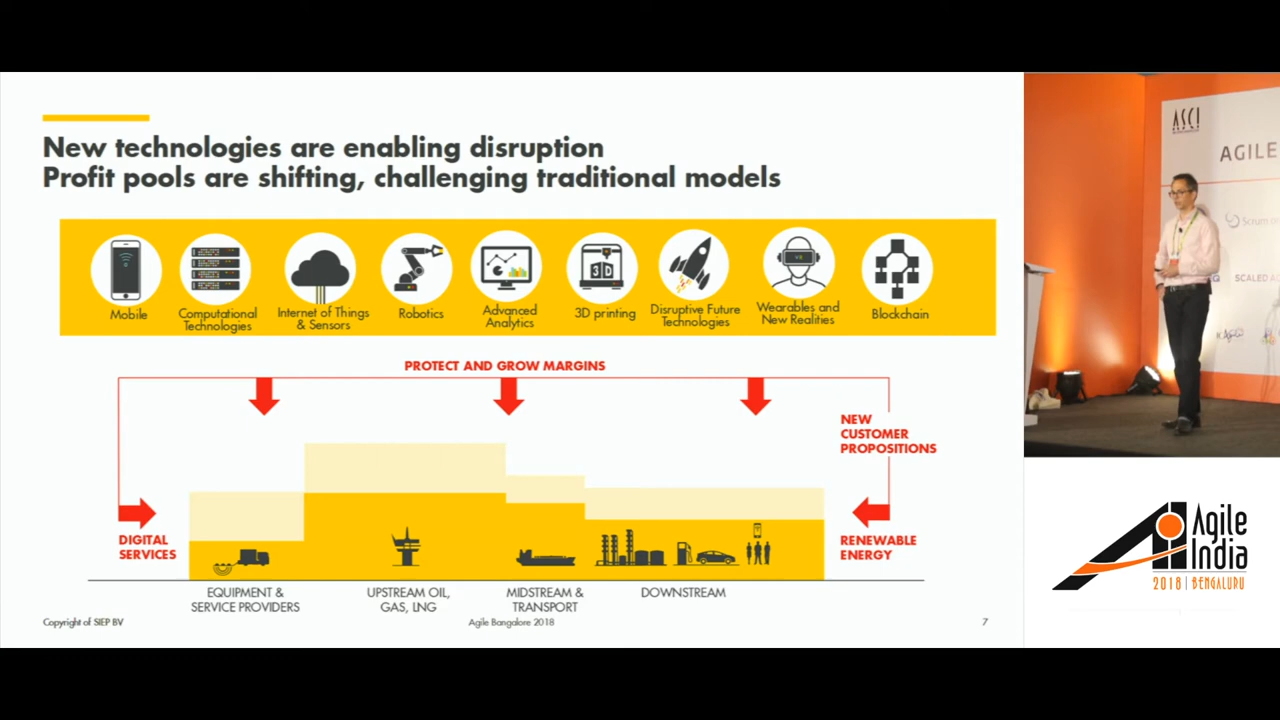 New technologies are enabling disruption
Profit pools are shifting, challenging traditional models
Mobile
Computational
Technologies
Internet of Things
& Sensors
Robotics
Advanced
Analytics
3D
3D printing
Disruptive Future
Technologies
Wearables and
New Realities
Blockchain
PROTECT AND GROW MARGINS
NEW
CUSTOMER
PROPOSITIONS
DIGITAL
SERVICES
RENEWABLE
ENERGY
EQUIPMENT &
SERVICE PROVIDERS
UPSTREAM OIL,
GAS, LNG
MIDSTREAM &
TRANSPORT
DOWNSTREAM
Copyright of SIEP BV
Agile Bangalore 2018
7
ASCI
AGILE
Scrum
SCALED
Agile
India
2018 | BENGALURU